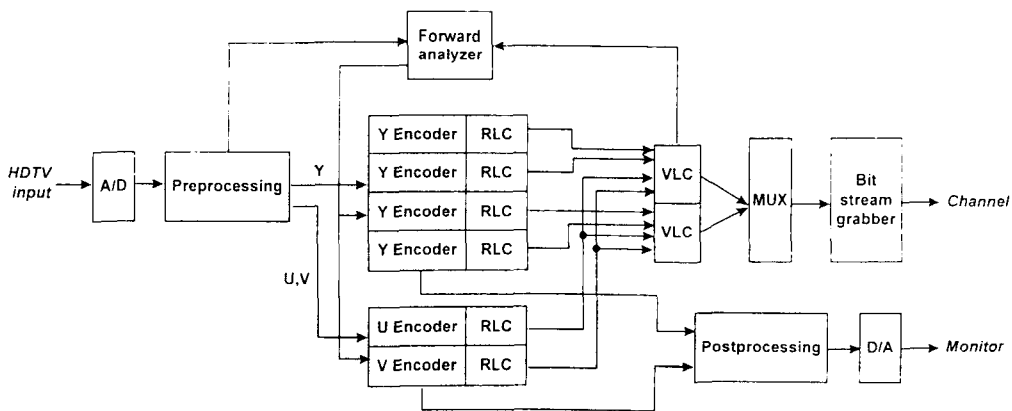 Forward
analyzer
HDTV
input
A/D
Preprocessing
Y
U,V
Y Encoder
RLC
Y Encoder
RLC
Y Encoder
RLC
Y Encoder
RLC
U Encoder
RLC
V Encoder
RLC
VLC
VLC
MUX
Bit
stream
grabber
Channel
Postprocessing
D/A
Monitor